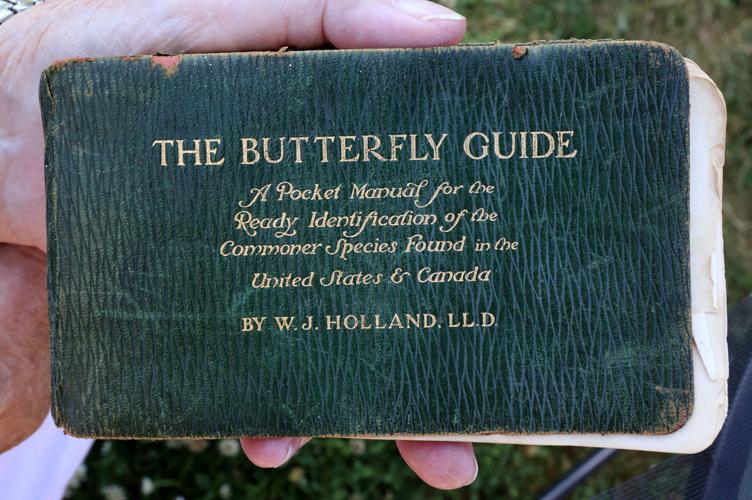 THE BUTTERFLY GUIDE
A Pocket Manual for the
Ready Identification of the
Commoner Species Found in the
United States & Canada
BY W. J. HOLLAND, LL.D.